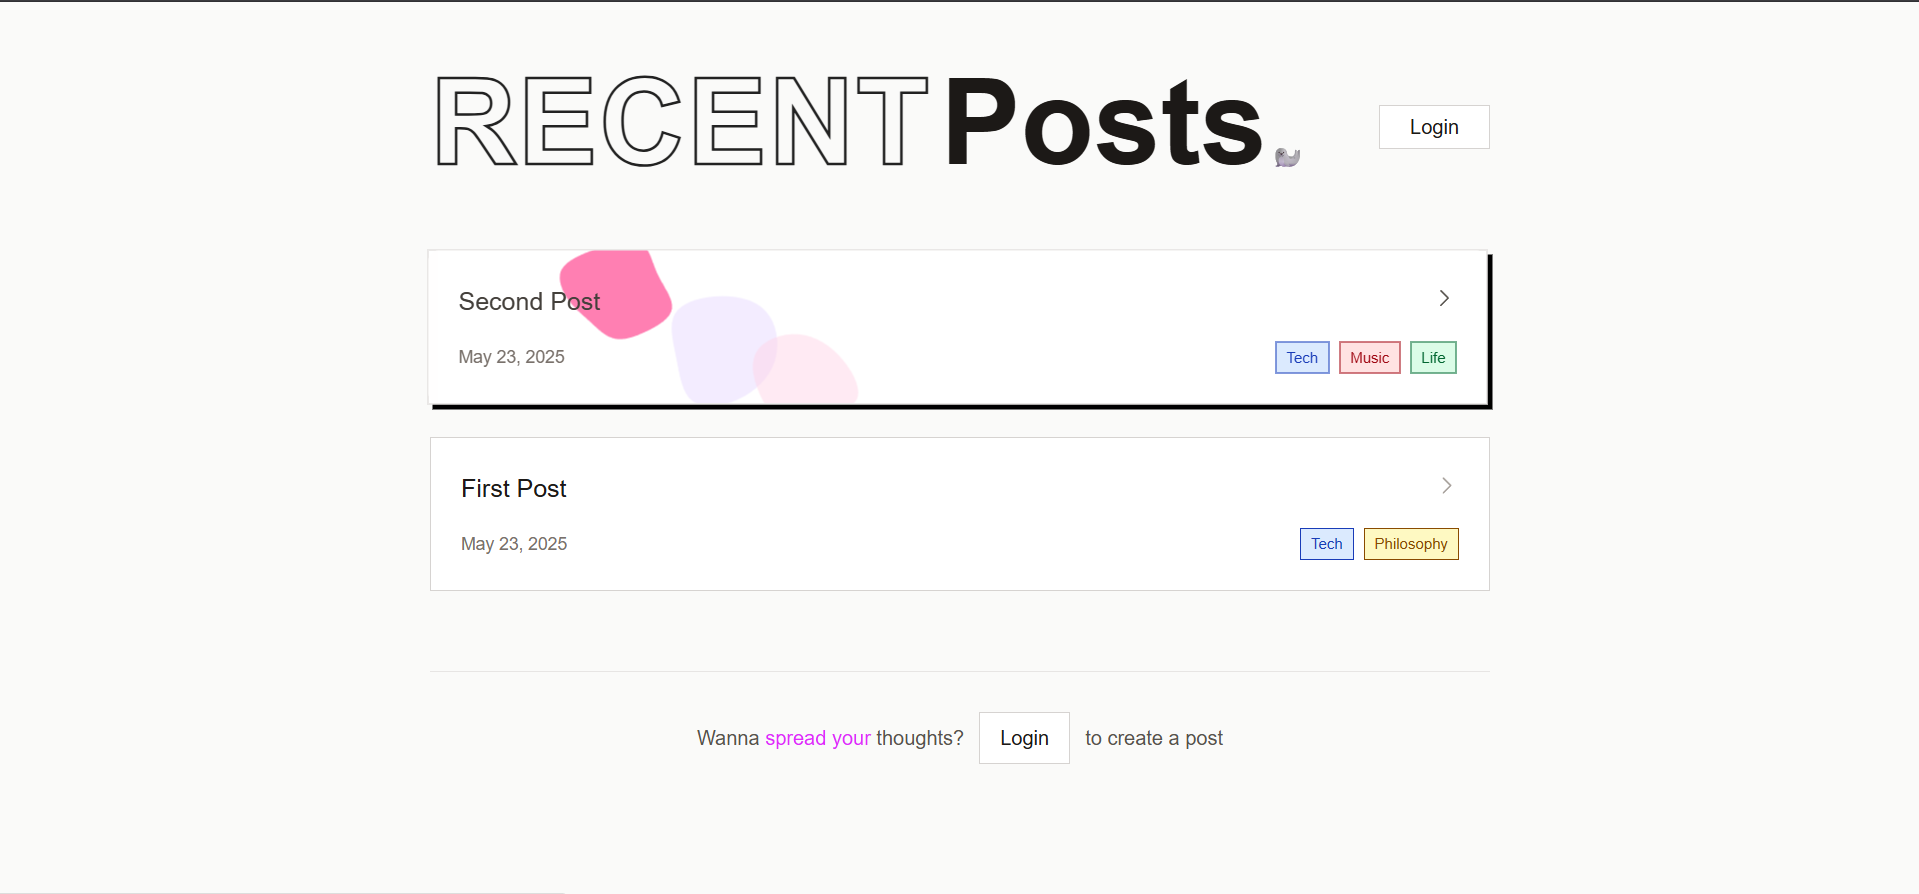 RECENT Posts
Login
Second Post
May 23, 2025
Tech Music Life
First Post
May 23, 2025
Tech Philosophy
Wanna spread your thoughts? Login to create a post